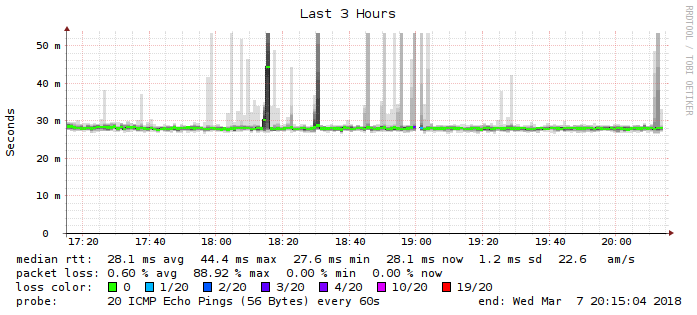 Last 3 Hours
RRDTOOL / TOBI OETIKER
Seconds
50 m
40 m
30 m
20 m
10 m
0
17:20 17:40 18:00 18:20 18:40 19:00 19:20 19:40 20:00
median rtt: 28.1 ms avg 44.4 ms max 27.6 ms min 28.1 ms now 1.2 ms sd 22.6 am/s
packet loss: 0.60 % avg 88.92 % max 0.00 % min 0.00 % now
loss color: 0 1/20 2/20 3/20 4/20 10/20 19/20
probe: 20 ICMP Echo Pings (56 Bytes) every 60s end: Wed Mar 7 20:15:04 2018